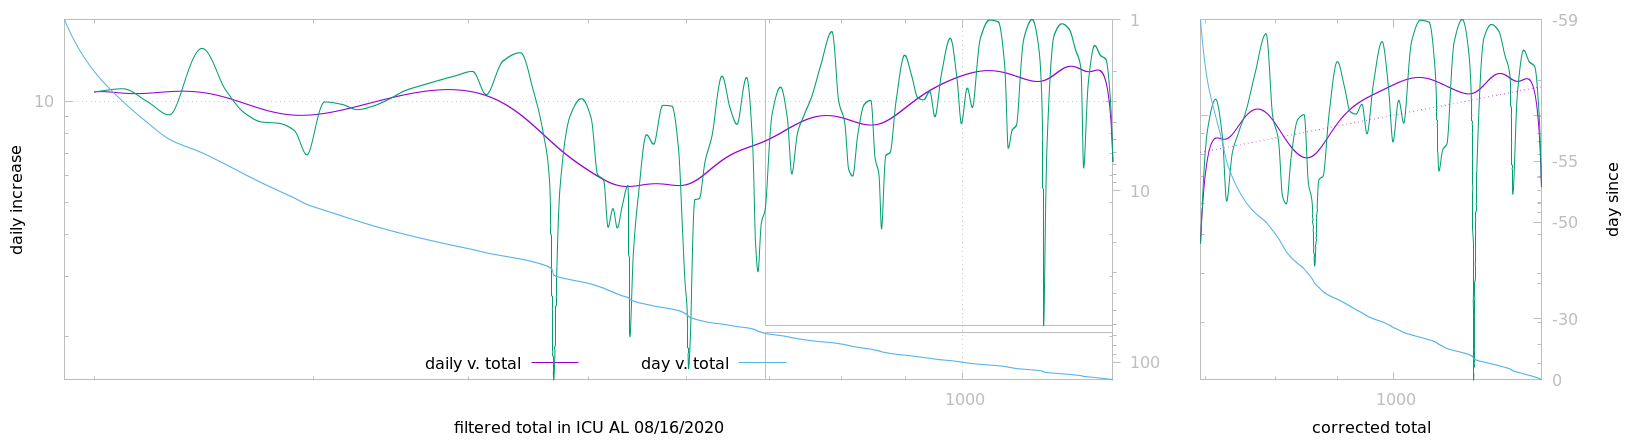 1
-59
10
-55
10
-50
daily increase
day since
-30
daily v. total
day v. total
100
0
1000
1000
filtered total in ICU AL 08/16/2020
corrected total